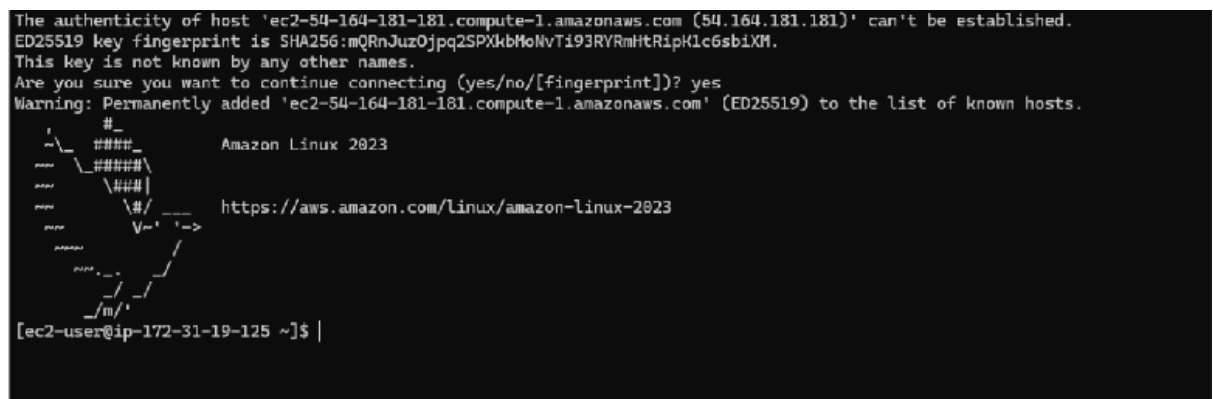 The authenticity of host 'ec2-54-164-181-181.compute-1.amazonaws.com (54.164.181.181)' can't be established.
ED25519 key fingerprint is SHA256:mQRnJuzOjpq2SPXkbMoNvTi93RYRmHtRipK1c6sbiXM.
This key is not known by any other names.
Are you sure you want to continue connecting (yes/no/[fingerprint])? yes
Warning: Permanently added 'ec2-54-164-181-181.compute-1.amazonaws.com' (ED25519) to the list of known hosts.
   ,     #_
   ~\_  ####_        Amazon Linux 2023
  ~~  \_#####\
  ~~     \###|
  ~~       \#/ ___   https://aws.amazon.com/linux/amazon-linux-2023
   ~~       V~' '->
    ~~~         /
      ~~._.   _/
         _/ _/
       _/m/'
[ec2-user@ip-172-31-19-125 ~]$